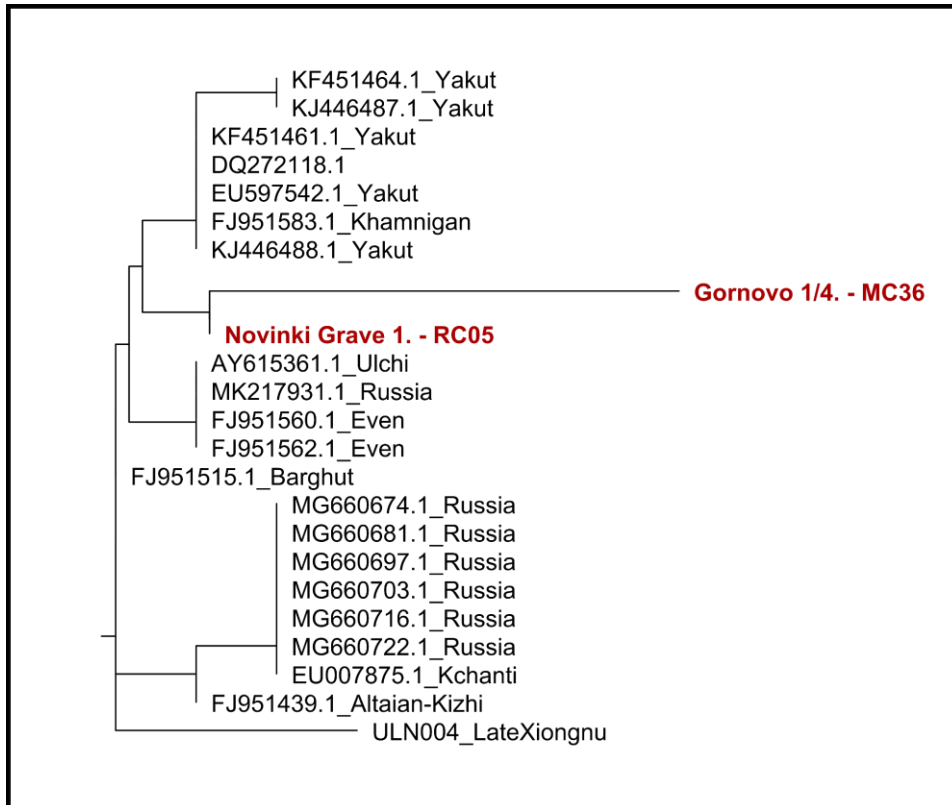 KF451464.1_Yakut
KJ446487.1_Yakut
KF451461.1_Yakut
DQ272118.1
EU597542.1_Yakut
FJ951583.1_Khamnigan
KJ446488.1_Yakut
Gornovo 1/4. - MC36
Novinki Grave 1. - RC05
AY615361.1_Ulchi
MK217931.1_Russia
FJ951560.1_Even
FJ951562.1_Even
FJ951515.1_Barghut
MG660674.1_Russia
MG660681.1_Russia
MG660697.1_Russia
MG660703.1_Russia
MG660716.1_Russia
MG660722.1_Russia
EU007875.1_Kchanti
FJ951439.1_Altaian-Kizhi
ULN004_LateXiongnu